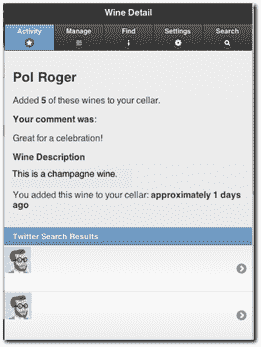 Wine Detail
Activity Manage Find Settings Search
Pol Roger
Added 5 of these wines to your cellar.
Your comment was:
Great for a celebration!
Wine Description
This is a champagne wine.
You added this wine to your cellar: approximately 1 days
ago
Twitter Search Results